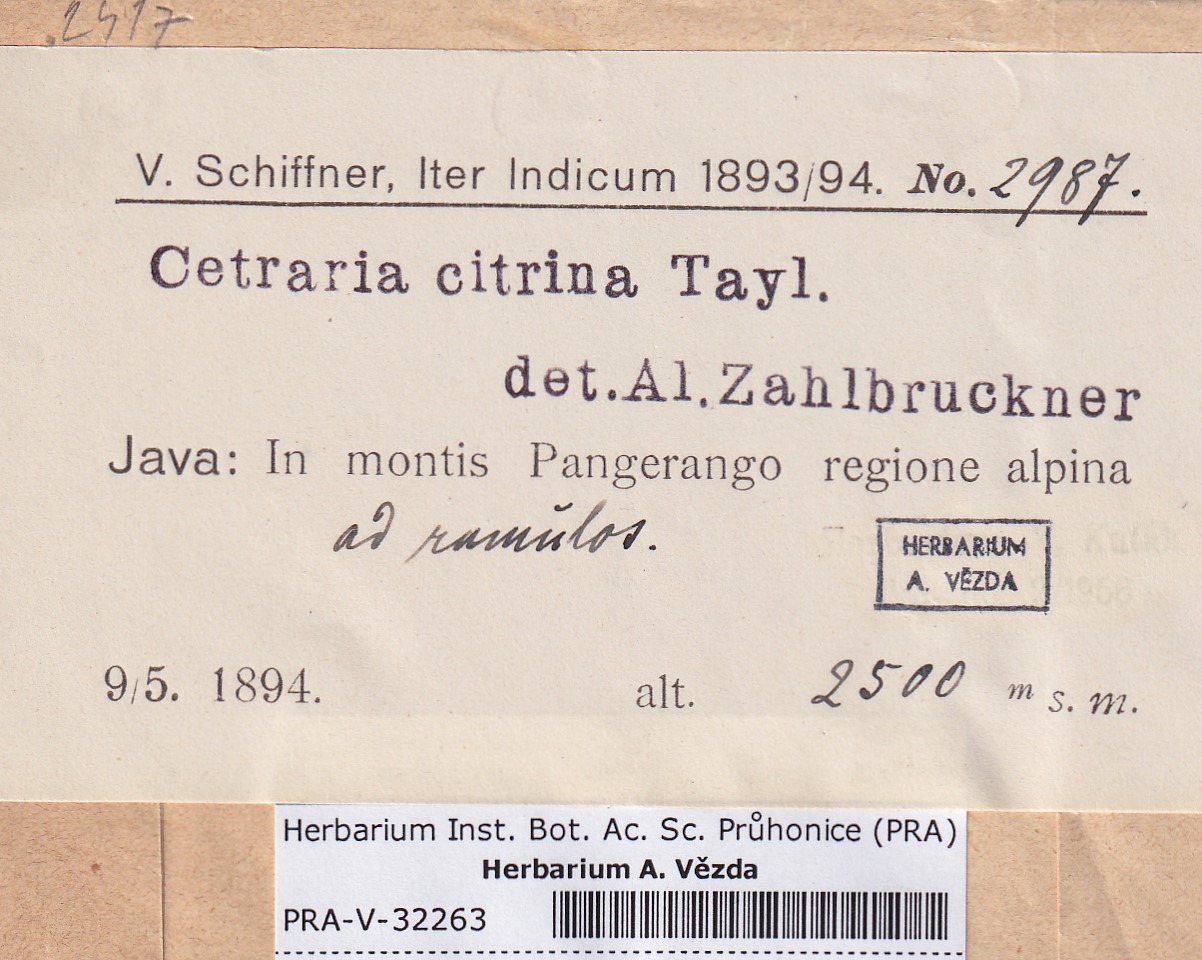 2417
V. Schiffner, Iter Indicum 1893/94. No. 2987.
Cetraria citrina Tayl.
det. Al. Zahlbruckner
Java: In montis Pangerango regione alpina
ad ramŭlos.
HERBARIUM
A. VĚZDA
9/5. 1894. alt. 2500 m s. m.
Herbarium Inst. Bot. Ac. Sc. Průhonice (PRA)
Herbarium A. Vězda
PRA-V-32263